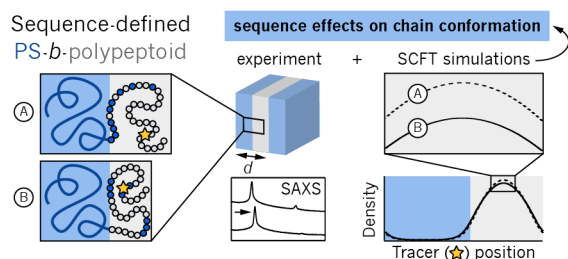 Sequence-defined
PS-b-polypeptoid
sequence effects on chain conformation
experiment + SCFT simulations
A
B
d
SAXS
A
B
Density
Tracer (★) position